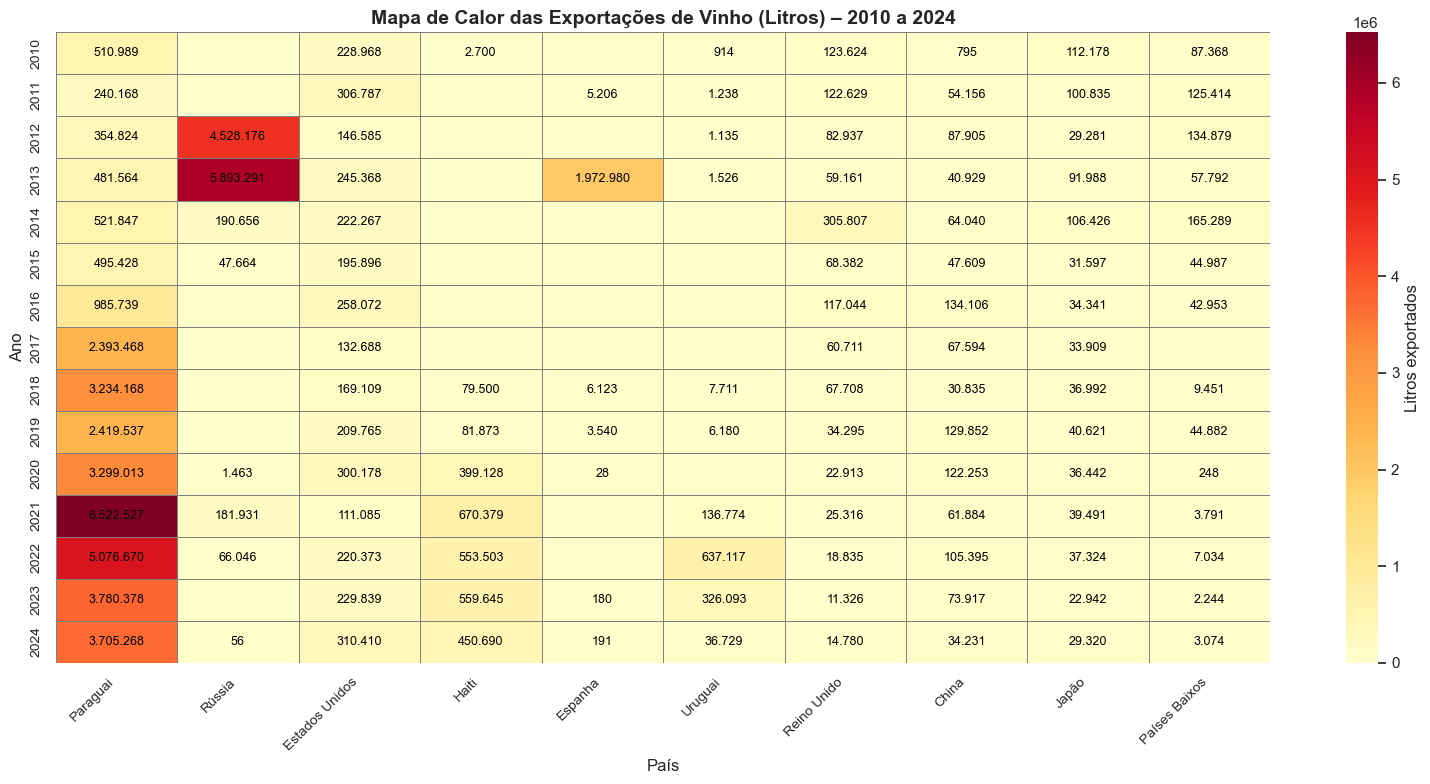 Mapa de Calor das Exportações de Vinho (Litros) – 2010 a 2024
1e6
2010 510.989 228.968 2.700 914 123.624 795 112.178 87.368
2011 240.168 306.787 5.206 1.238 122.629 54.156 100.835 125.414
2012 354.824 4.528.176 146.585 1.135 82.937 87.905 29.281 134.879
2013 481.564 5.893.291 245.368 1.972.980 1.526 59.161 40.929 91.988 57.792
2014 521.847 190.656 222.267 305.807 64.040 106.426 165.289
2015 495.428 47.664 195.896 68.382 47.609 31.597 44.987
2016 985.739 258.072 117.044 134.106 34.341 42.953
2017 2.393.468 132.688 60.711 67.594 33.909
2018 3.234.168 169.109 79.500 6.123 7.711 67.708 30.835 36.992 9.451
2019 2.419.537 209.765 81.873 3.540 6.180 34.295 129.852 40.621 44.882
2020 3.299.013 1.463 300.178 399.128 28 22.913 122.253 36.442 248
2021 6.522.527 181.931 111.085 670.379 136.774 25.316 61.884 39.491 3.791
2022 5.076.670 66.046 220.373 553.503 637.117 18.835 105.395 37.324 7.034
2023 3.780.378 229.839 559.645 180 326.093 11.326 73.917 22.942 2.244
2024 3.705.268 56 310.410 450.690 191 36.729 14.780 34.231 29.320 3.074
Ano
Paraguai Rússia Estados Unidos Haiti Espanha Uruguai Reino Unido China Japão Países Baixos
País
6
5
4
3
2
1
0
Litros exportados